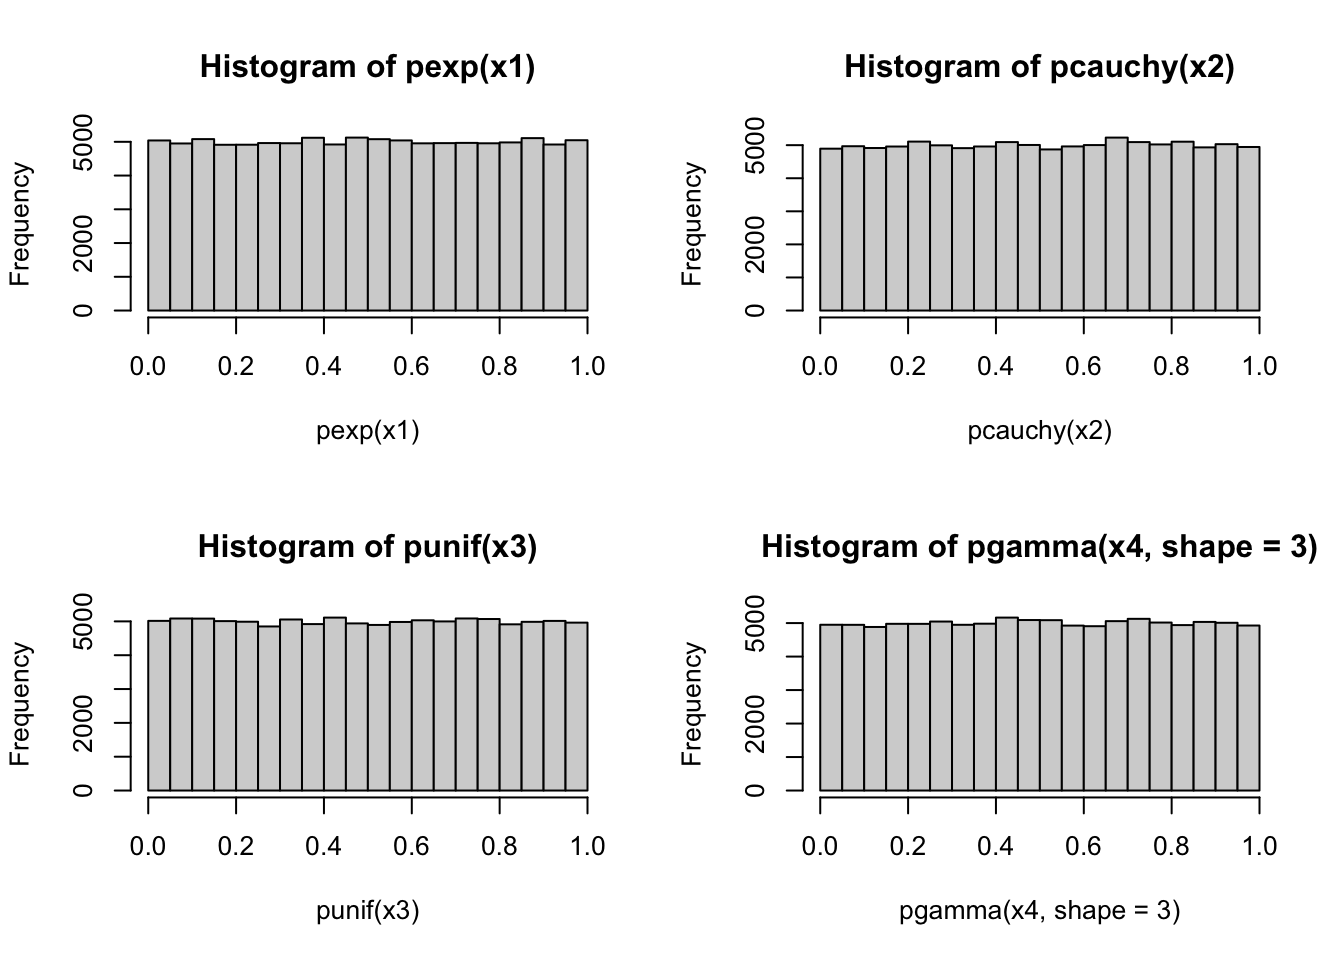 Histogram of pexp(x1)
Frequency
5000
2000
0
0.0 0.2 0.4 0.6 0.8 1.0
pexp(x1)
Histogram of pcauchy(x2)
Frequency
5000
2000
0
0.0 0.2 0.4 0.6 0.8 1.0
pcauchy(x2)
Histogram of punif(x3)
Frequency
5000
2000
0
0.0 0.2 0.4 0.6 0.8 1.0
punif(x3)
Histogram of pgamma(x4, shape = 3)
Frequency
5000
2000
0
0.0 0.2 0.4 0.6 0.8 1.0
pgamma(x4, shape = 3)